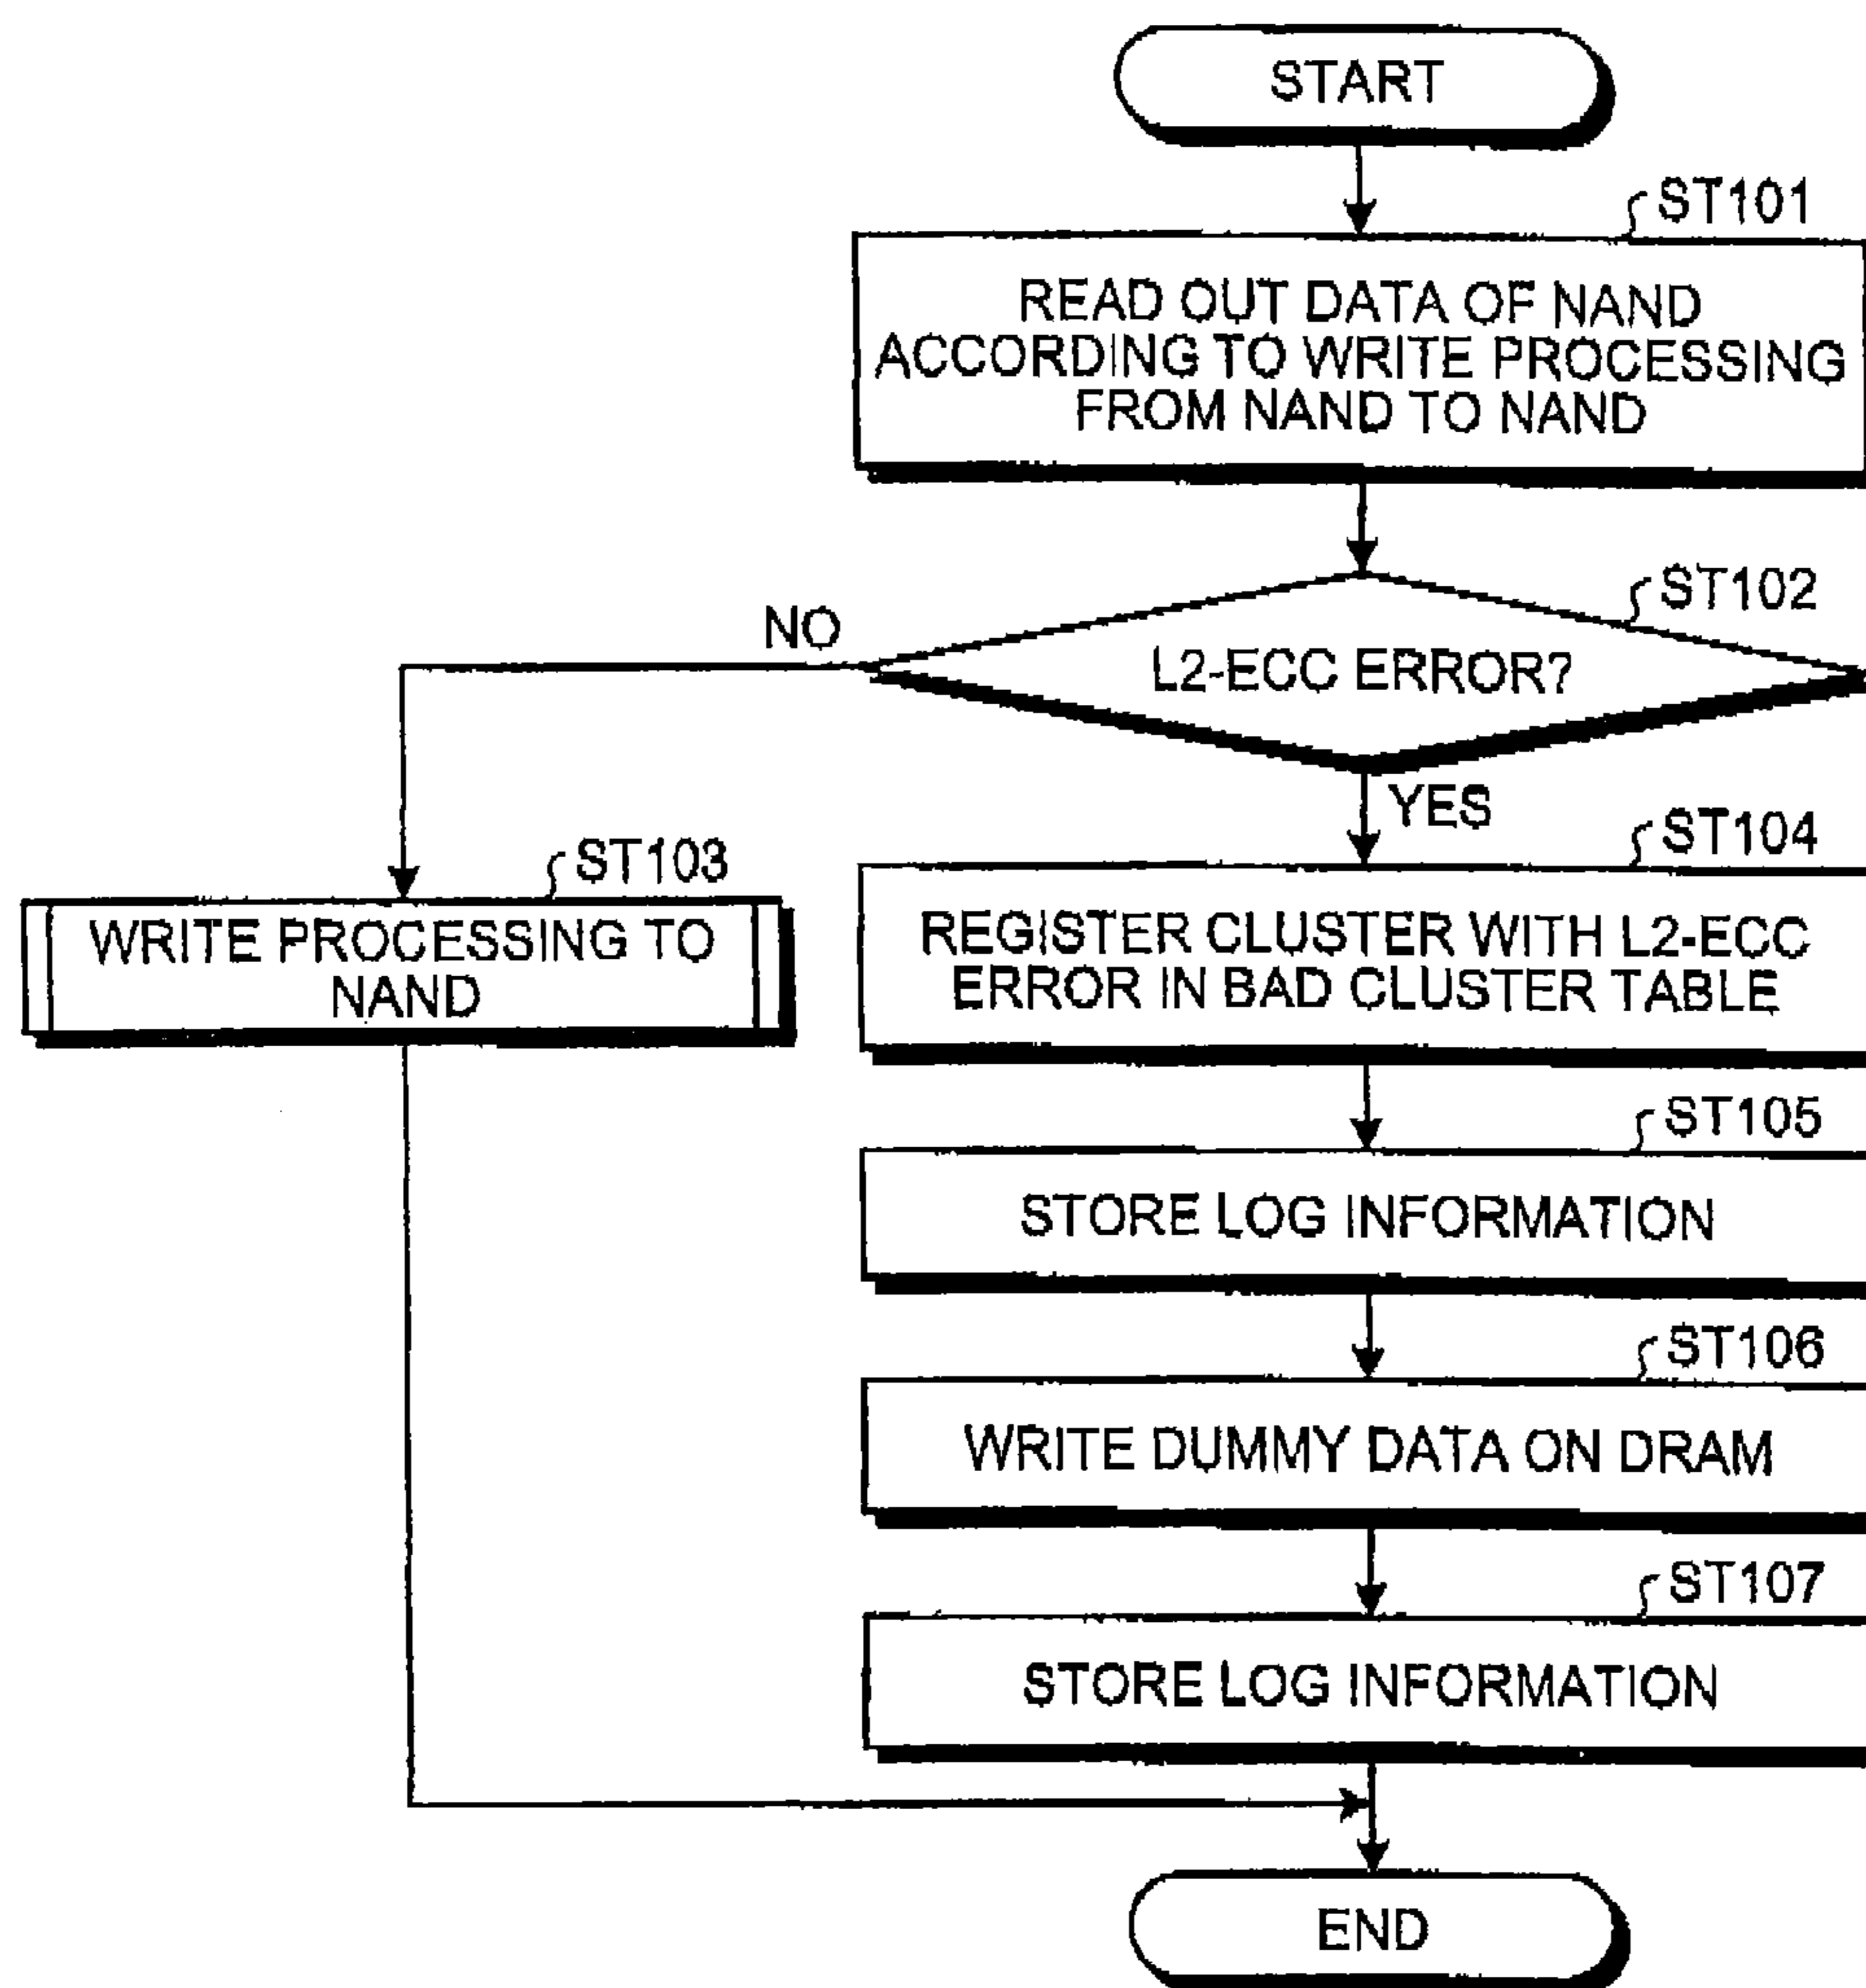 START
ST101
READ OUT DATA OF NAND
ACCORDING TO WRITE PROCESSING
FROM NAND TO NAND
ST102
L2-ECC ERROR?
NO
YES
ST103
WRITE PROCESSING TO
NAND
ST104
REGISTER CLUSTER WITH L2-ECC
ERROR IN BAD CLUSTER TABLE
ST105
STORE LOG INFORMATION
ST106
WRITE DUMMY DATA ON DRAM
ST107
STORE LOG INFORMATION
END